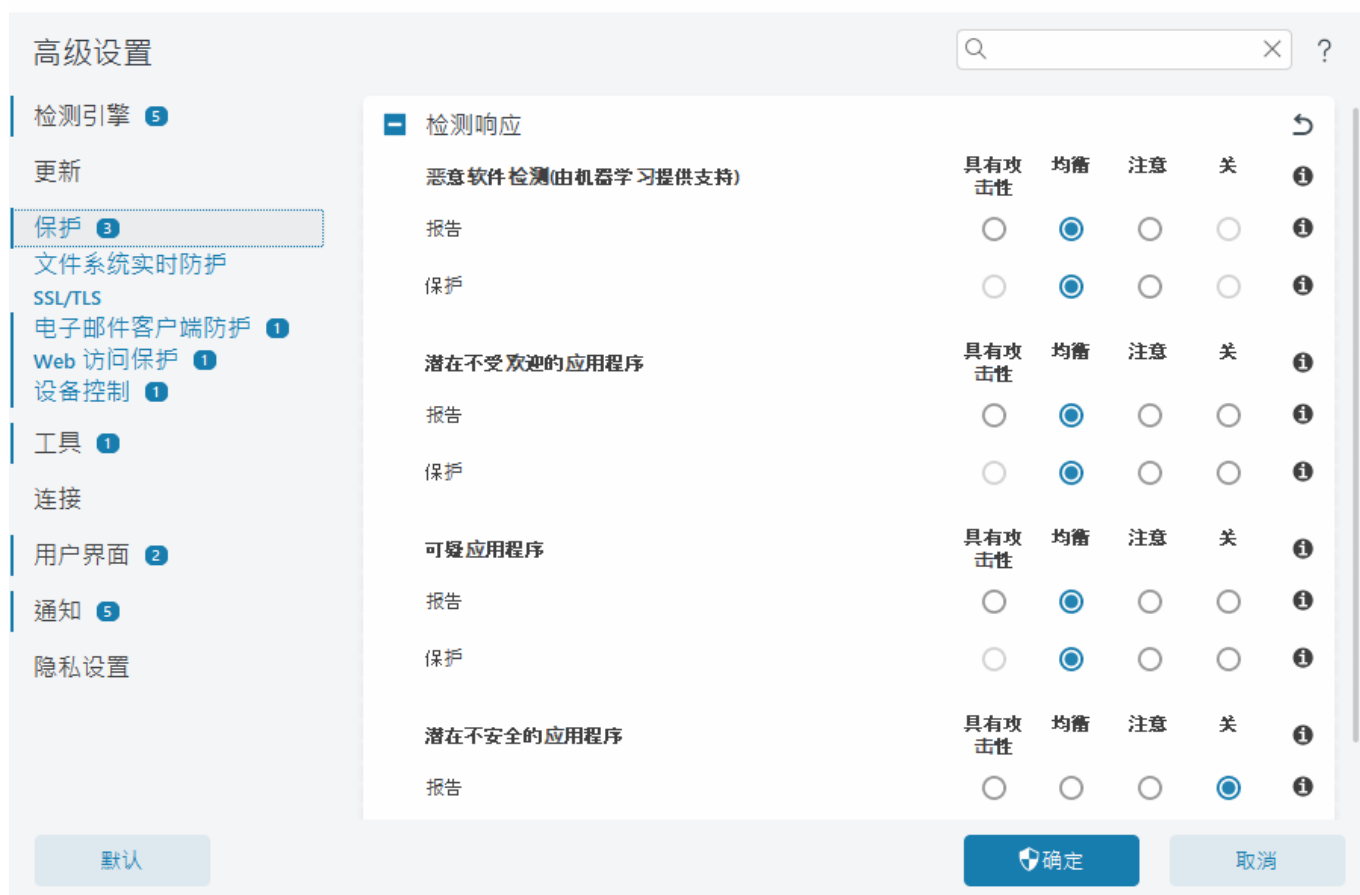 高级设置
?
检测引擎 5
更新
保护 3
文件系统实时防护
SSL/TLS
电子邮件客户端防护 1
Web 访问保护 1
设备控制 1
工具 1
连接
用户界面 2
通知 5
隐私设置
检测响应
恶意软件检测(由机器学习提供支持)
具有攻击性 均衡 注意 关
报告
保护
潜在不受欢迎的应用程序
具有攻击性 均衡 注意 关
报告
保护
可疑应用程序
具有攻击性 均衡 注意 关
报告
保护
潜在不安全的应用程序
具有攻击性 均衡 注意 关
报告
默认
确定
取消